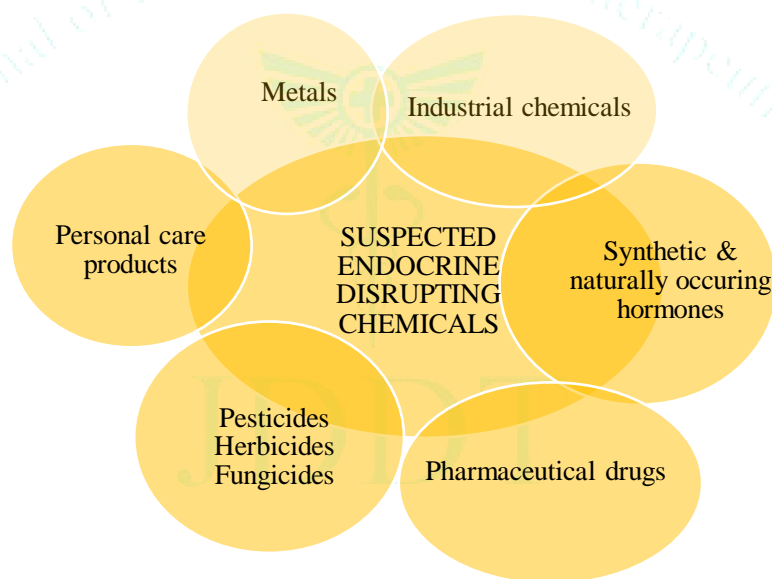 Metals
Industrial chemicals
Personal care
products
SUSPECTED
ENDOCRINE
DISRUPTING
CHEMICALS
Synthetic &
naturally occuring
hormones
Pesticides
Herbicides
Fungicides
Pharmaceutical drugs
JDDT